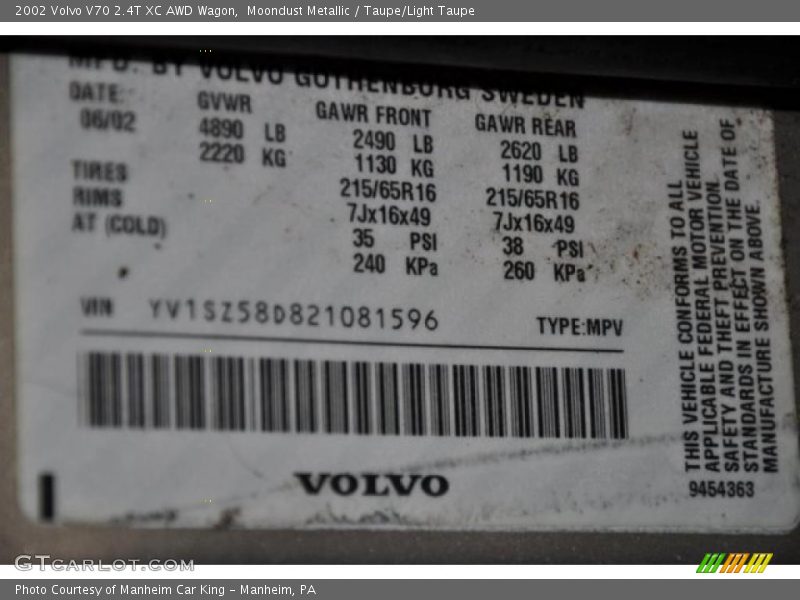 2002 Volvo V70 2.4T XC AWD Wagon,  Moondust Metallic / Taupe/Light Taupe
MFD. BY VOLVO GOTHENBURG SWEDEN
DATE: GVWR GAWR FRONT GAWR REAR
06/02 4890 LB 2490 LB 2620 LB
2220 KG 1130 KG 1190 KG
TIRES 215/65R16 215/65R16
RIMS 7Jx16x49 7Jx16x49
AT (COLD) 35 PSI 38 PSI
240 KPa 260 KPa
VIN YV1SZ58D821081596 TYPE:MPV
THIS VEHICLE CONFORMS TO ALL
APPLICABLE FEDERAL MOTOR VEHICLE
SAFETY AND THEFT PREVENTION
STANDARDS IN EFFECT ON THE DATE OF
MANUFACTURE SHOWN ABOVE.
VOLVO
9454363
GTCARLOT.COM
Photo Courtesy of Manheim Car King - Manheim, PA